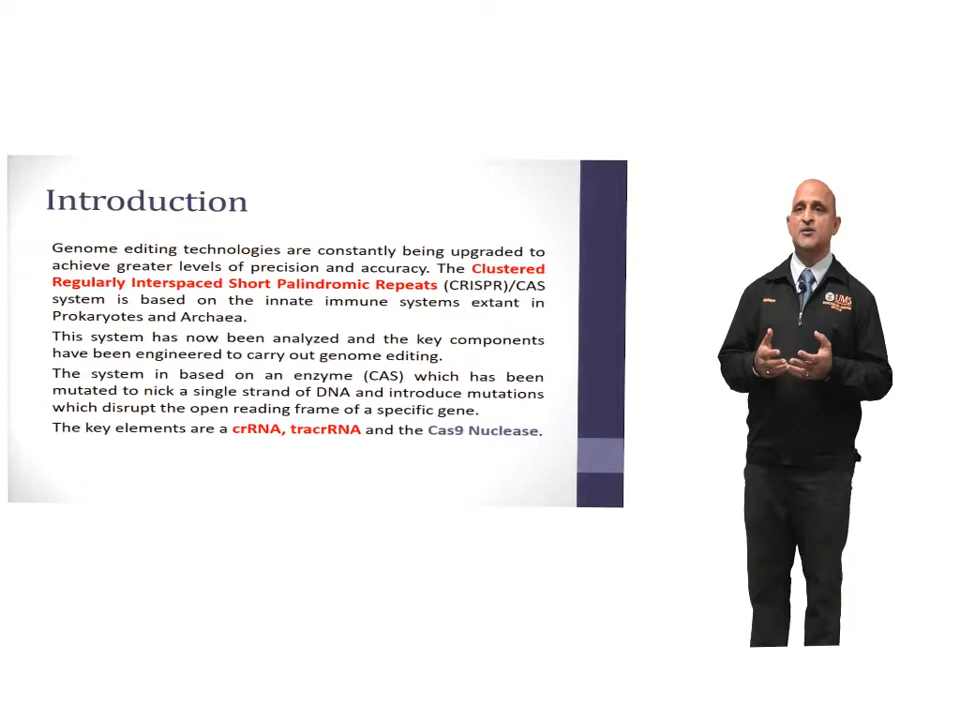 Introduction
Genome editing technologies are constantly being upgraded to
achieve greater levels of precision and accuracy. The Clustered
Regularly Interspaced Short Palindromic Repeats (CRISPR)/CAS
system is based on the innate immune systems extant in
Prokaryotes and Archaea.
This system has now been analyzed and the key components
have been engineered to carry out genome editing.
The system in based on an enzyme (CAS) which has been
mutated to nick a single strand of DNA and introduce mutations
which disrupt the open reading frame of a specific gene.
The key elements are a crRNA, tracrRNA and the Cas9 Nuclease.
UMS